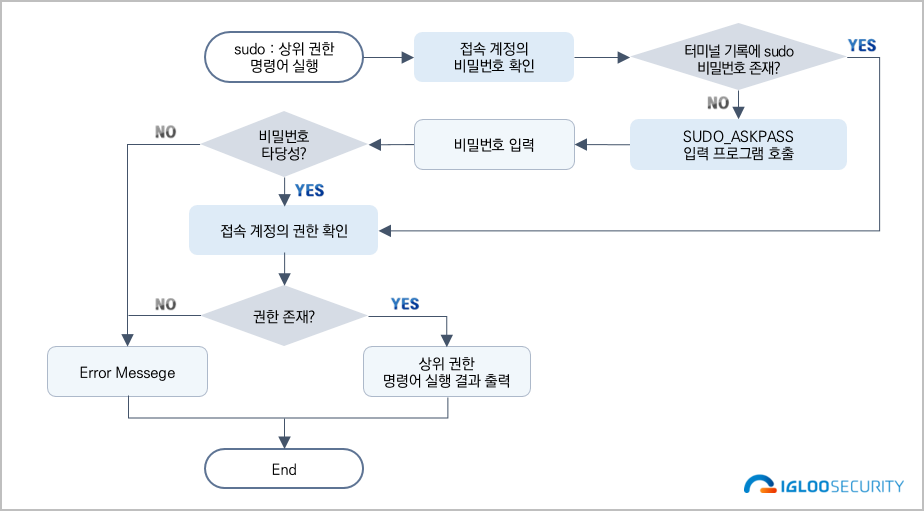 sudo : 상위 권한
명령어 실행
접속 계정의
비밀번호 확인
터미널 기록에 sudo
비밀번호 존재?
YES
NO
SUDO_ASKPASS
입력 프로그램 호출
비밀번호 입력
비밀번호
타당성?
NO
YES
접속 계정의 권한 확인
권한 존재?
NO
YES
Error Messege
상위 권한
명령어 실행 결과 출력
End
IGLOOSECURITY